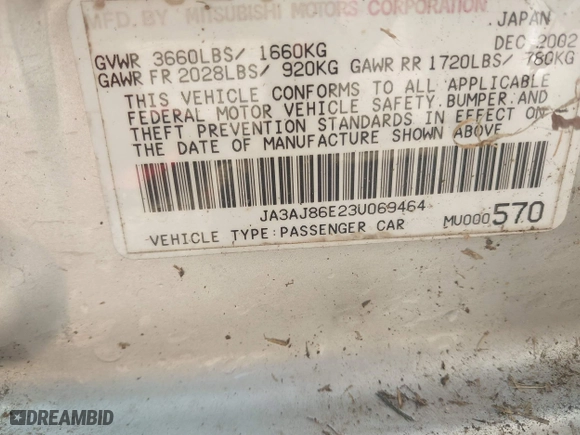 MFD. BY MITSUBISHI MOTORS CORPORATION
JAPAN
DEC 2002
GVWR 3660LBS/ 1660KG
GAWR FR 2028LBS/ 920KG GAWR RR 1720LBS/ 780KG
THIS VEHICLE CONFORMS TO ALL APPLICABLE
FEDERAL MOTOR VEHICLE SAFETY, BUMPER, AND
THEFT PREVENTION STANDARDS IN EFFECT ON
THE DATE OF MANUFACTURE SHOWN ABOVE.
JA3AJ86E23U069464
VEHICLE TYPE: PASSENGER CAR MU000570
DREAMBID